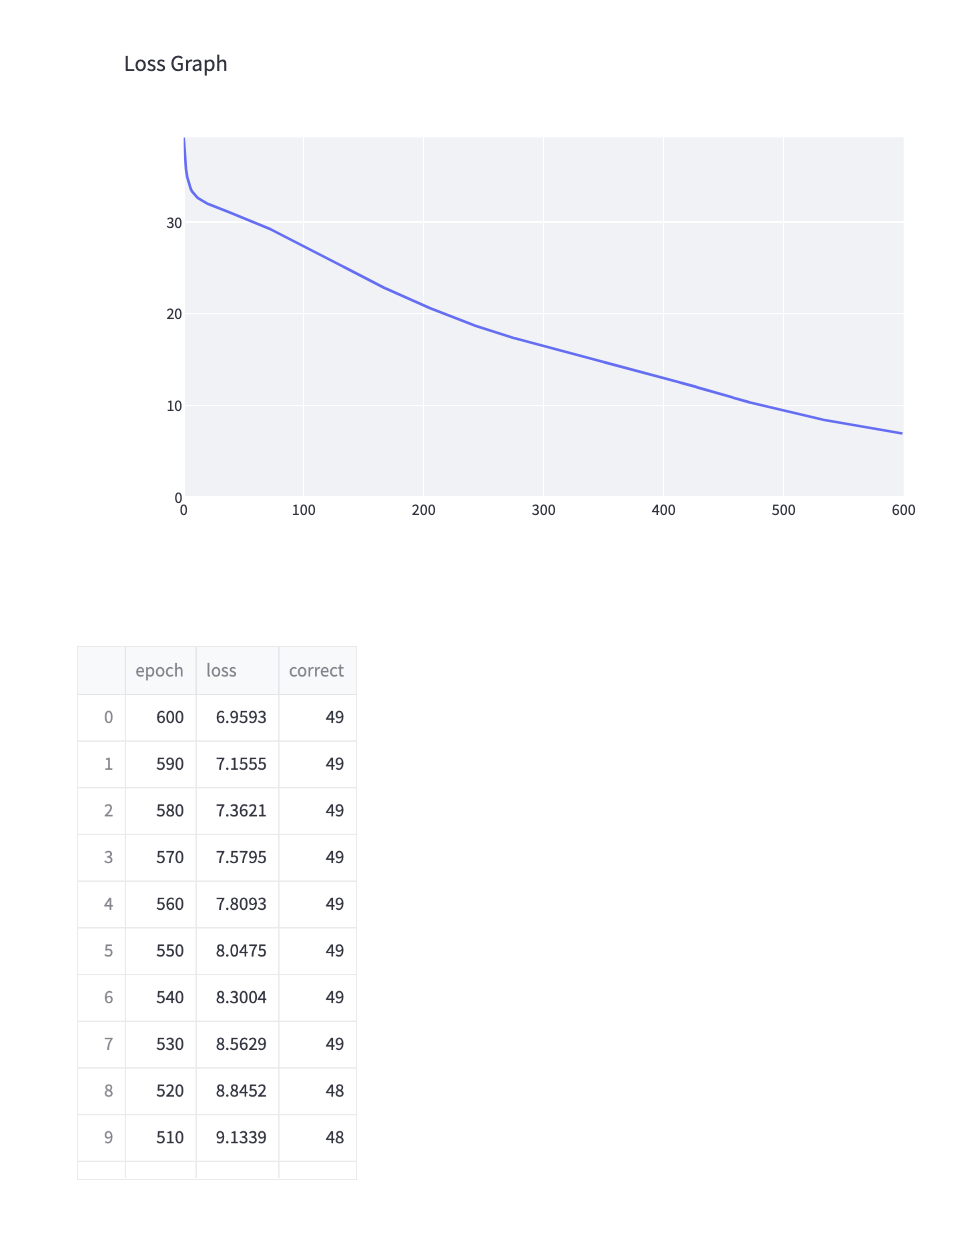 Loss Graph
30
20
10
0
0 100 200 300 400 500 600
epoch loss correct
0 600 6.9593 49
1 590 7.1555 49
2 580 7.3621 49
3 570 7.5795 49
4 560 7.8093 49
5 550 8.0475 49
6 540 8.3004 49
7 530 8.5629 49
8 520 8.8452 48
9 510 9.1339 48